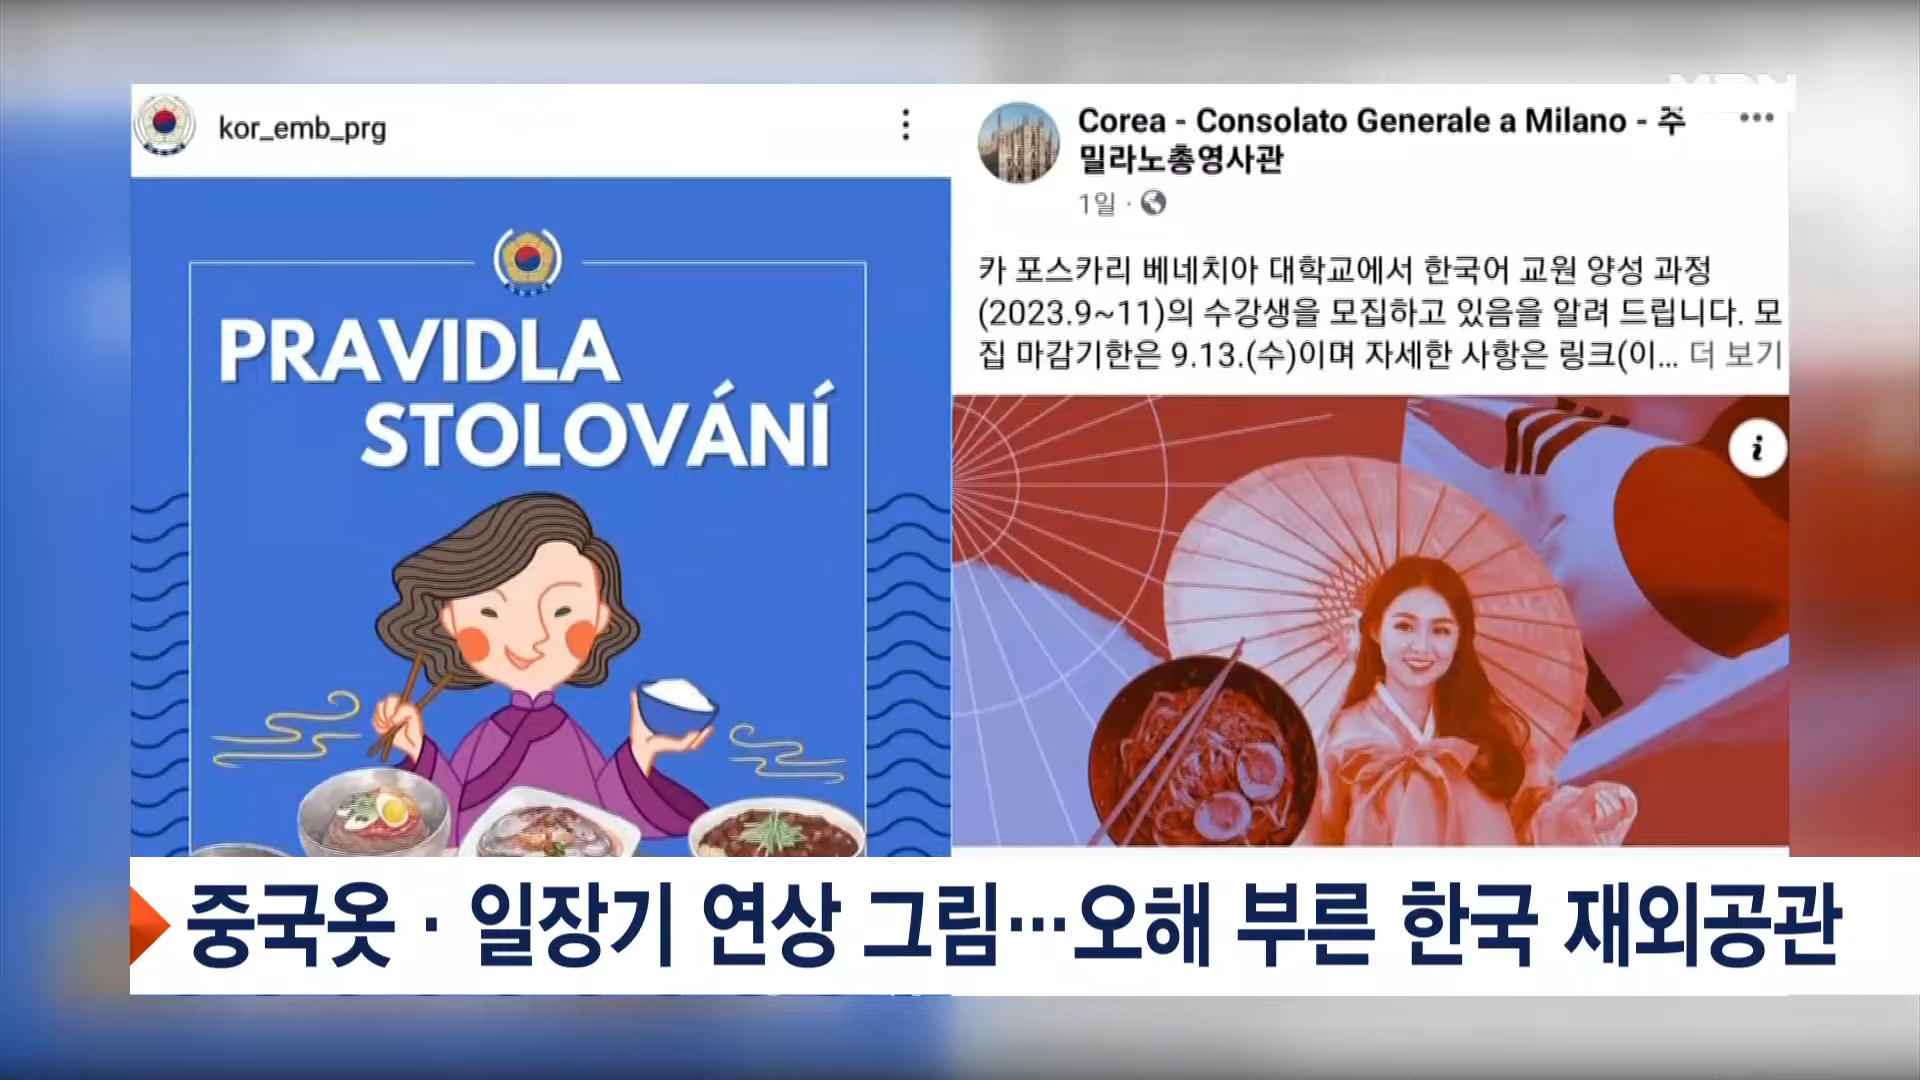 MBN
kor_emb_prg
PRAVIDLA
STOLOVÁNÍ
Corea - Consolato Generale a Milano - 주
밀라노총영사관
1일 ·
카 포스카리 베네치아 대학교에서 한국어 교원 양성 과정
(2023.9~11)의 수강생을 모집하고 있음을 알려 드립니다. 모
집 마감기한은 9.13.(수)이며 자세한 사항은 링크(이... 더 보기
i
중국옷·일장기 연상 그림…오해 부른 한국 재외공관